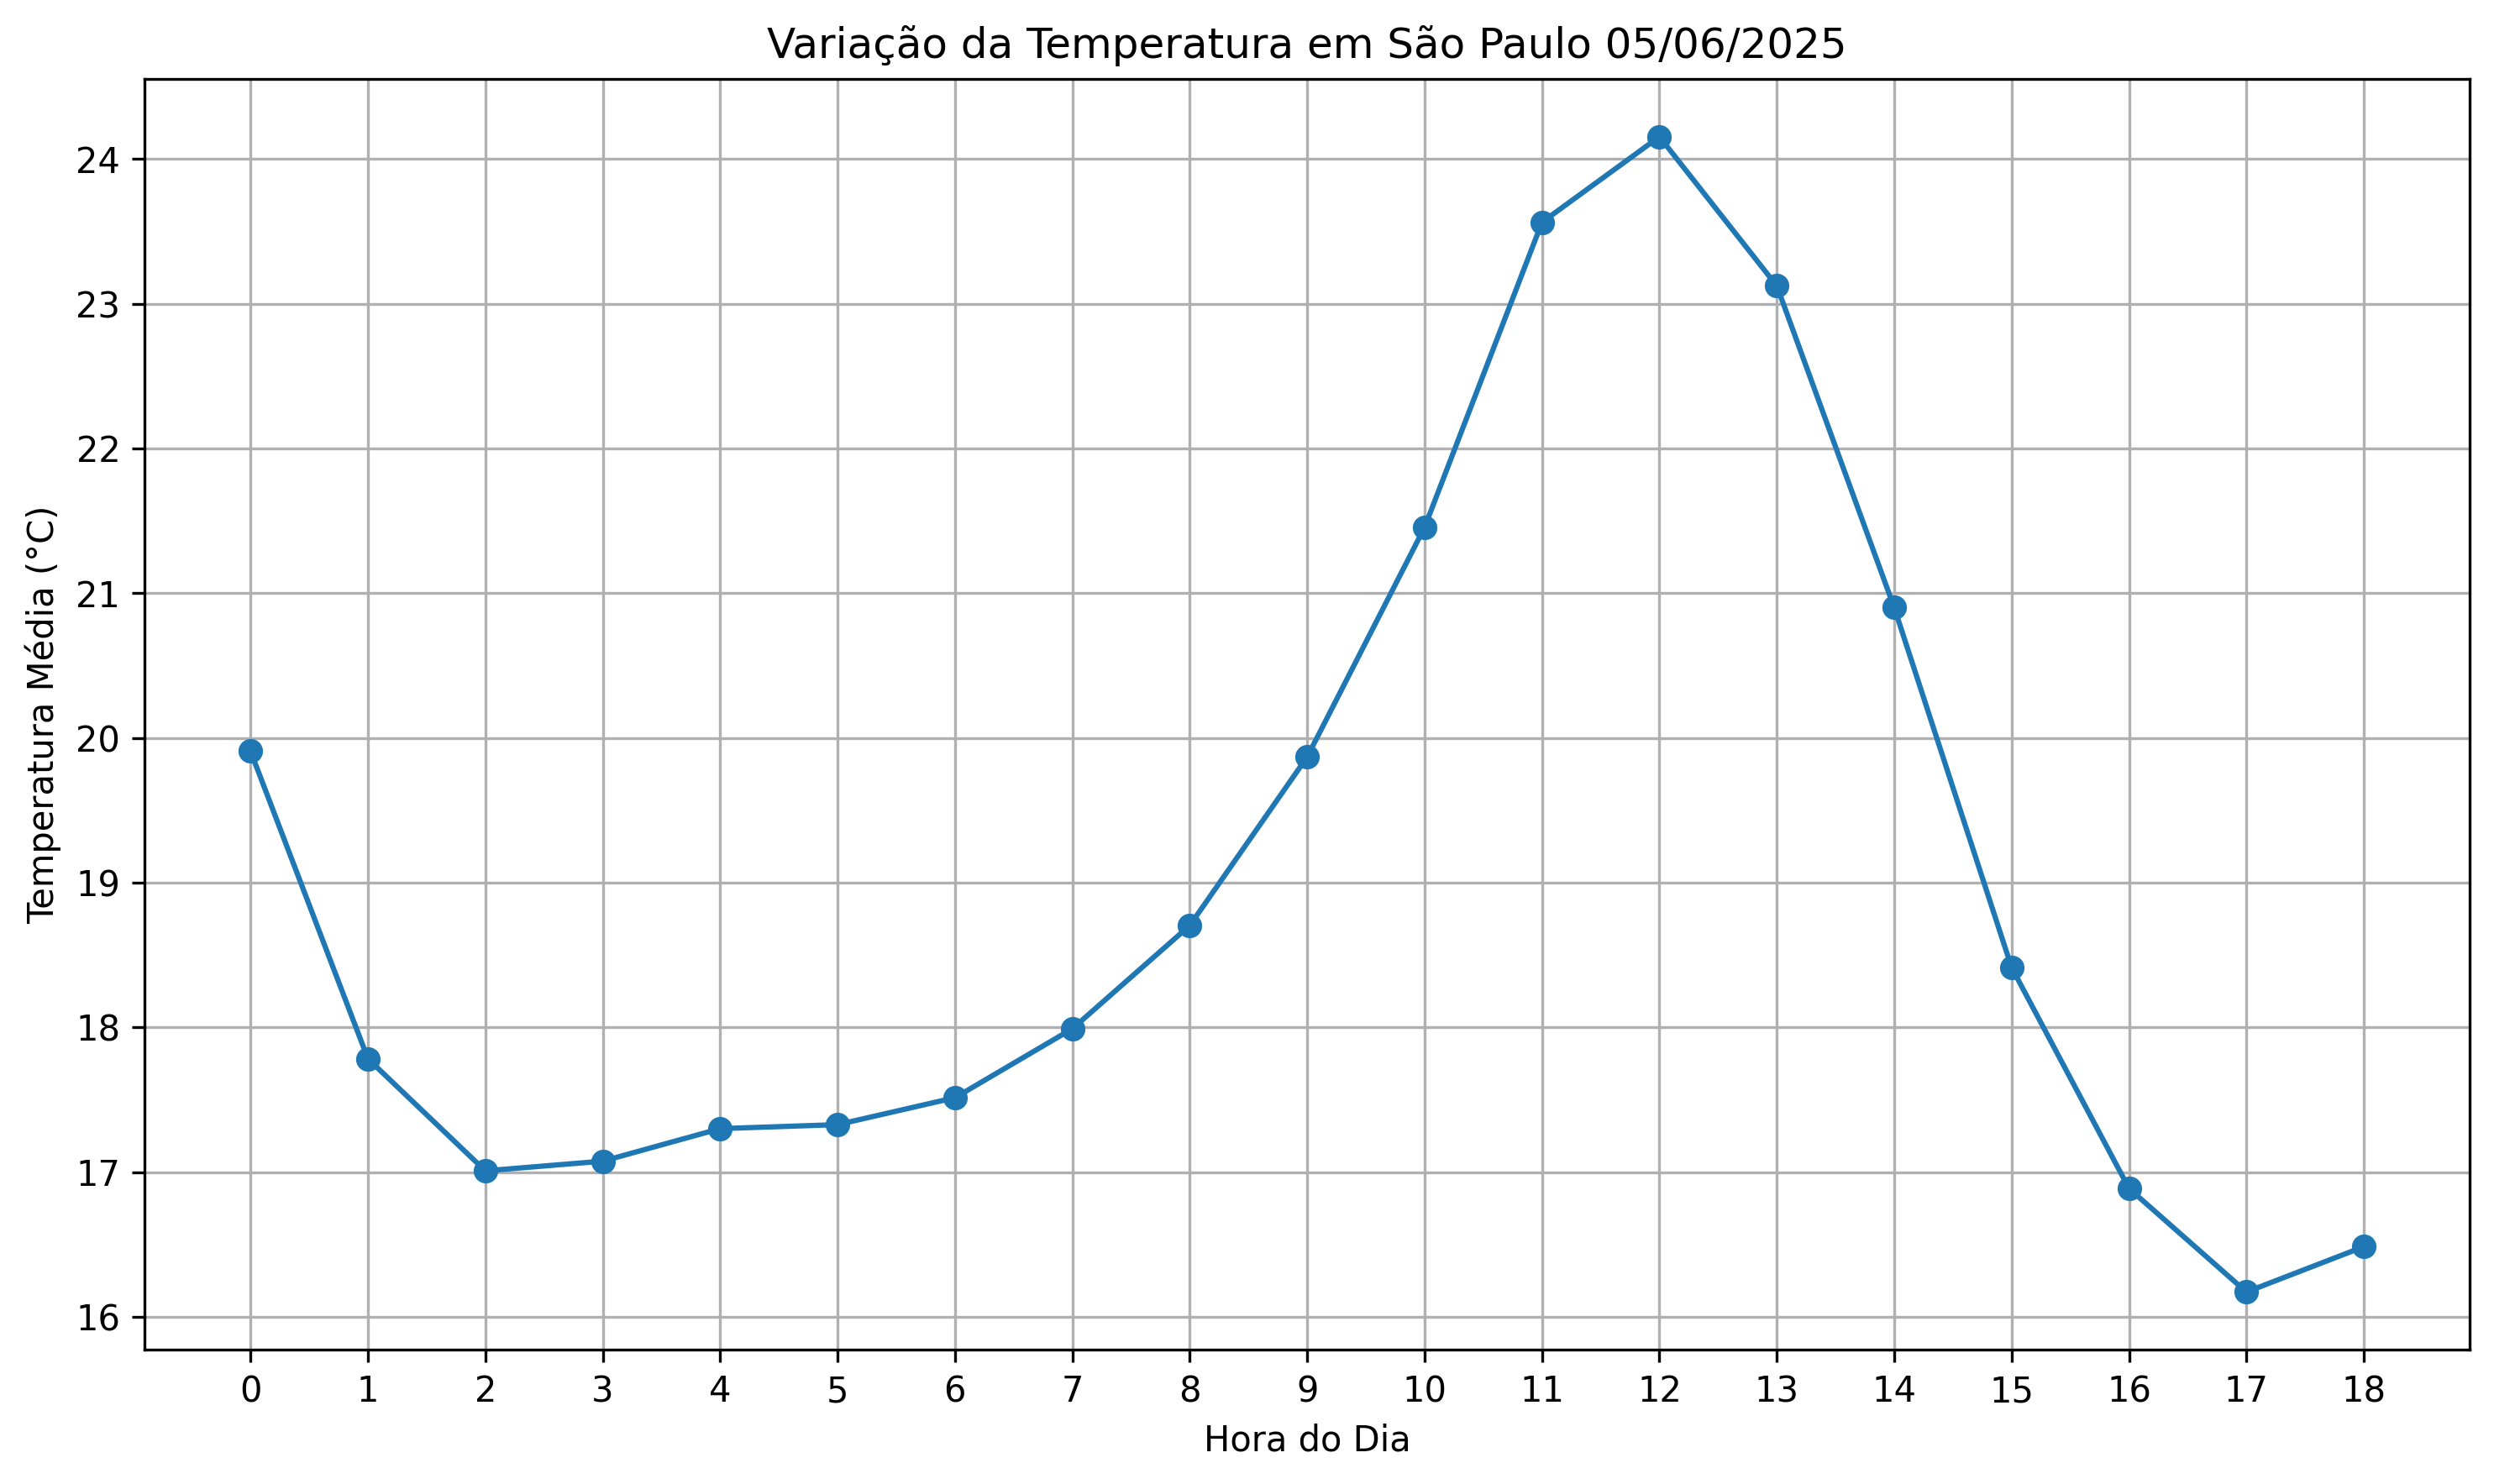 Variação da Temperatura em São Paulo 05/06/2025
Temperatura Média (°C)
24
23
22
21
20
19
18
17
16
0 1 2 3 4 5 6 7 8 9 10 11 12 13 14 15 16 17 18
Hora do Dia